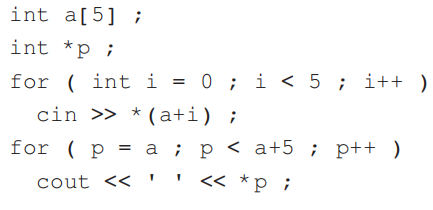 int a[5] ;
int *p ;
for ( int i = 0 ; i < 5 ; i++ )
  cin >> *(a+i) ;
for ( p = a ; p < a+5 ; p++ )
  cout << ' ' << *p ;